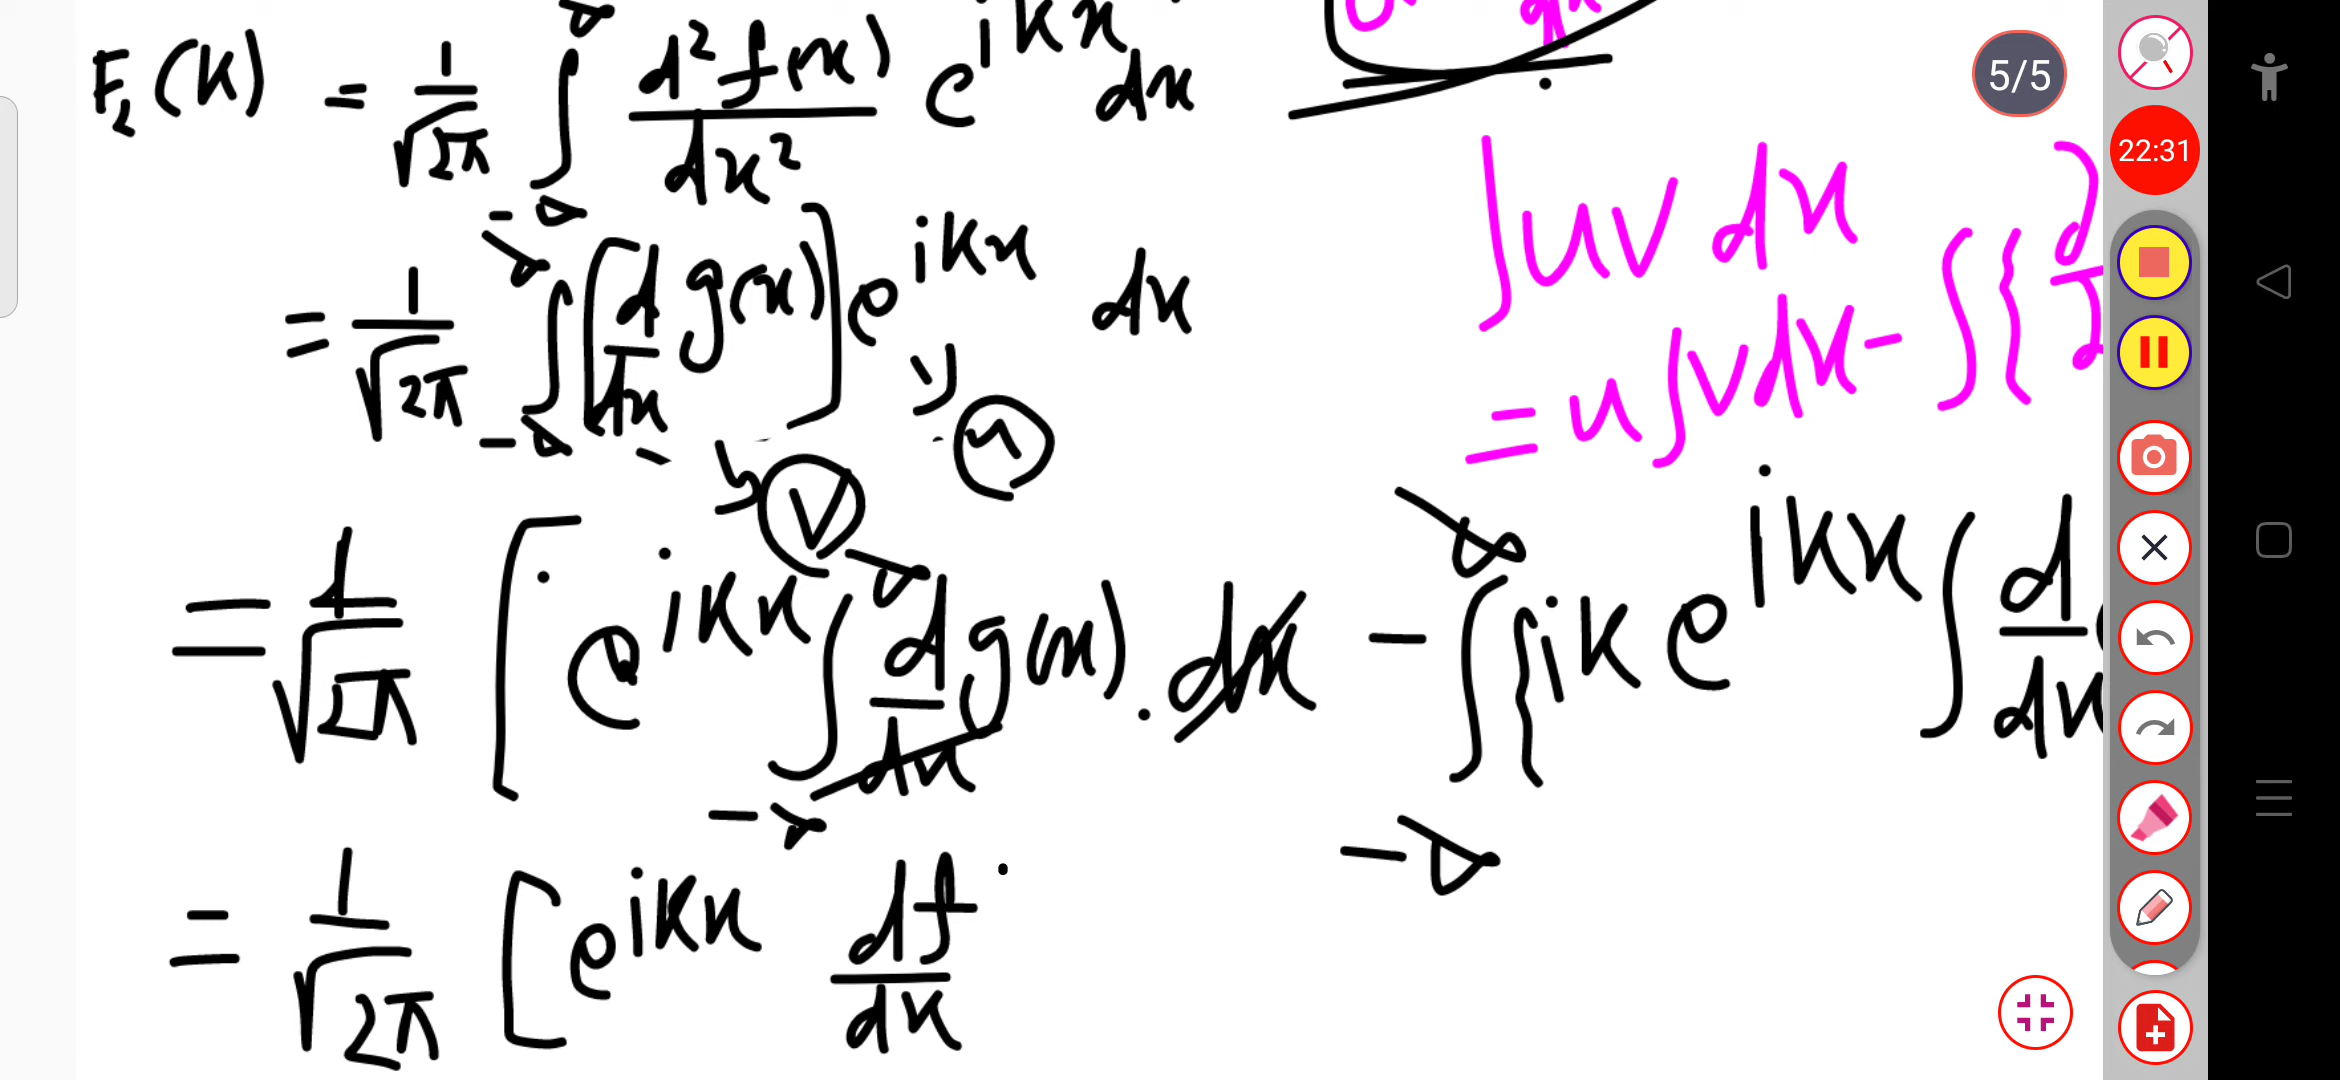 F₂(k) = 1/√2π ∫_{-∞}^{∞} d²f(x)/dx² e^{ikx} dx
= 1/√2π ∫_{-∞}^{∞} [d/dx g(x)] e^{ikx} dx
V u
= 1/√2π [e^{ikx} ∫_{-∞}^{∞} d/dx g(x) . dx - ∫_{-∞}^{∞} { ik e^{ikx} ∫ d/dx
= 1/√2π [e^{ikx} df/dx
∫uv dx
= u∫vdx - ∫{ d
5/5
22:31